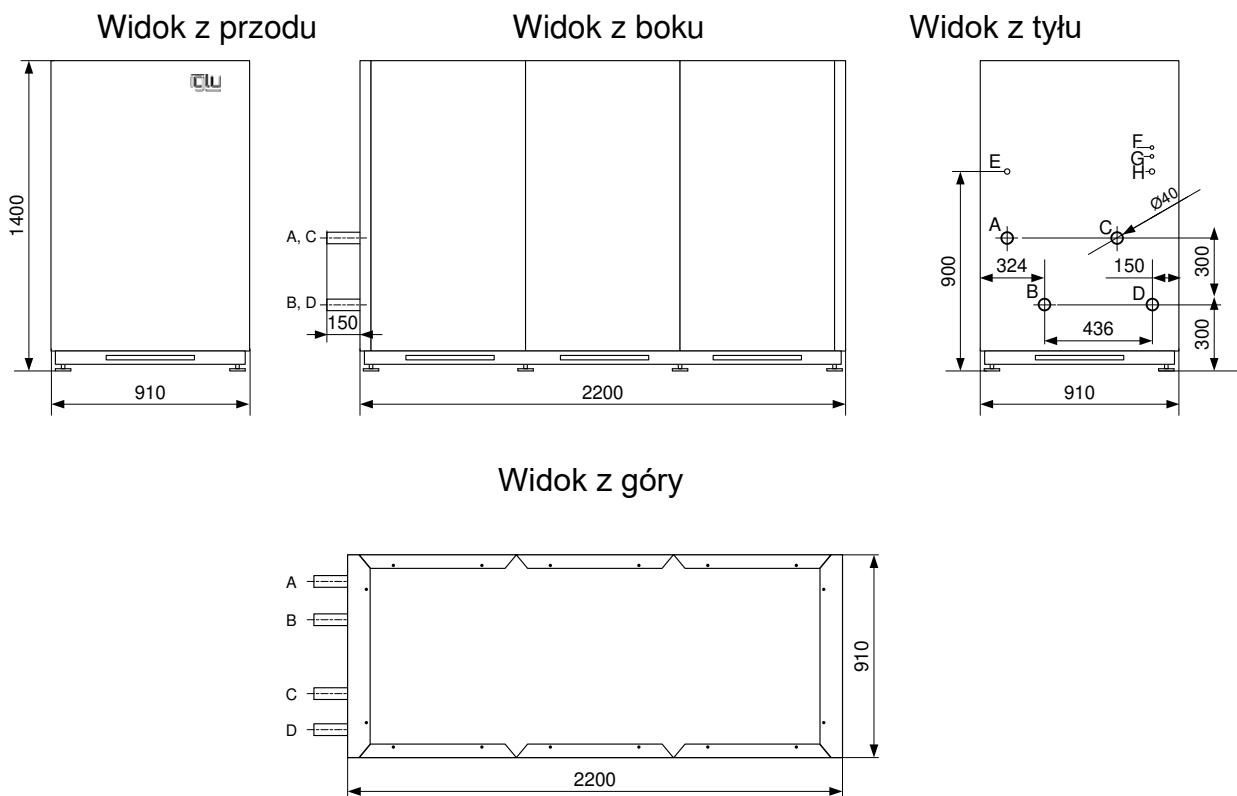 Widok z przodu
Widok z boku
Widok z tyłu
1400
910
A, C
B, D
150
2200
F
G
E
H
Ø40
A
C
900
324
150
300
B
D
436
300
910
Widok z góry
A
B
C
D
910
2200